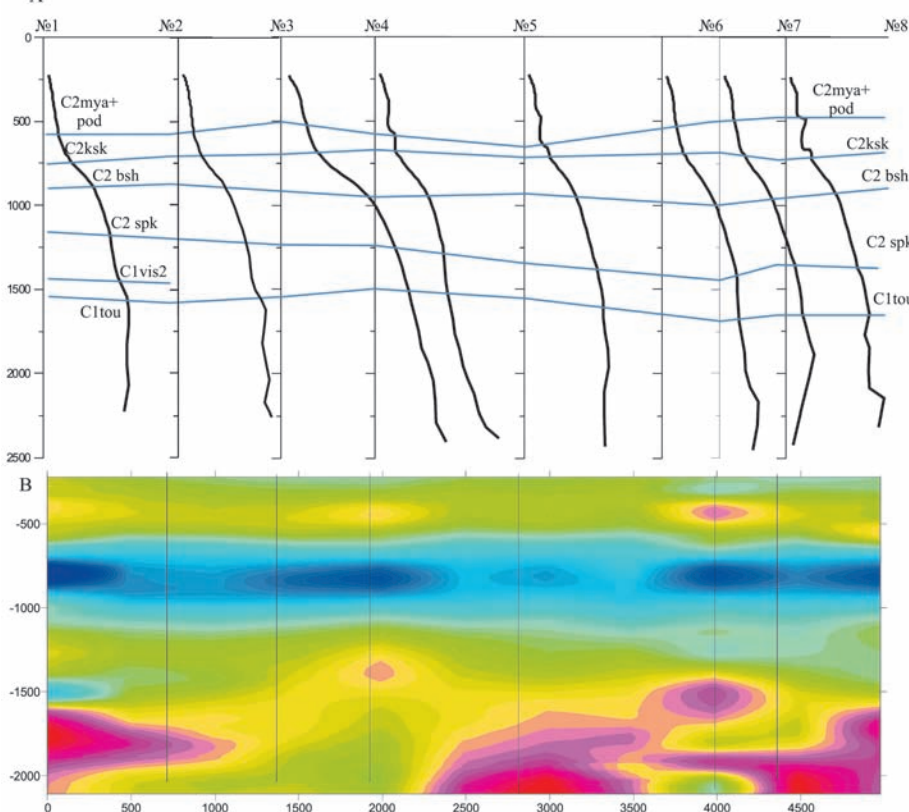 №1 №2 №3 №4 №5 №6 №7 №8
0
C2mya+
pod
C2mya+
pod
500
C2ksk
C2ksk
C2 bsh
C2 bsh
1000
C2 spk
C2 spk
C1vis2
1500
C1tou
C1tou
2000
2500
B
-500
-1000
-1500
-2000
0 500 1000 1500 2000 2500 3000 3500 4000 4500